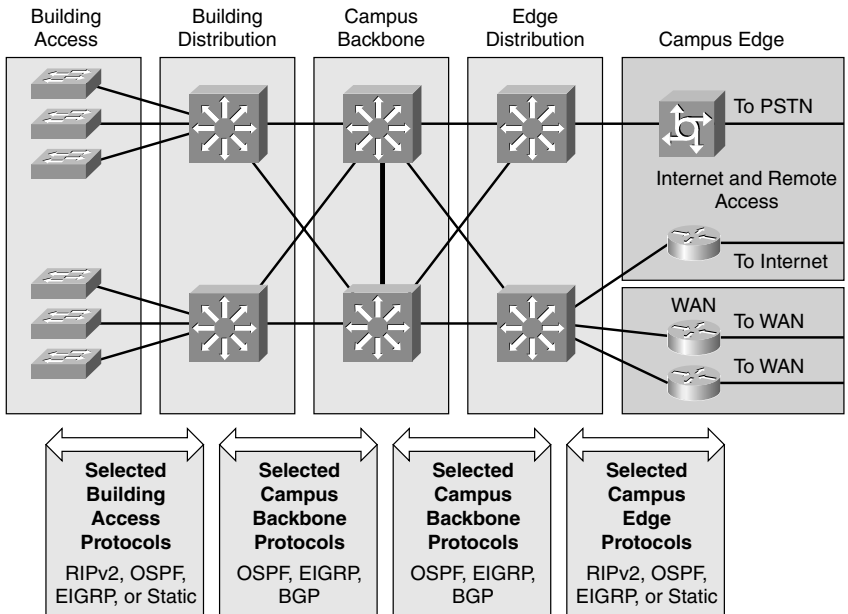 Building
Access
Building
Distribution
Campus
Backbone
Edge
Distribution
Campus Edge
To PSTN
Internet and Remote
Access
To Internet
WAN
To WAN
To WAN
Selected
Building
Access
Protocols
RIPv2, OSPF,
EIGRP, or Static
Selected
Campus
Backbone
Protocols
OSPF, EIGRP,
BGP
Selected
Campus
Backbone
Protocols
OSPF, EIGRP,
BGP
Selected
Campus
Edge
Protocols
RIPv2, OSPF,
EIGRP, or Static